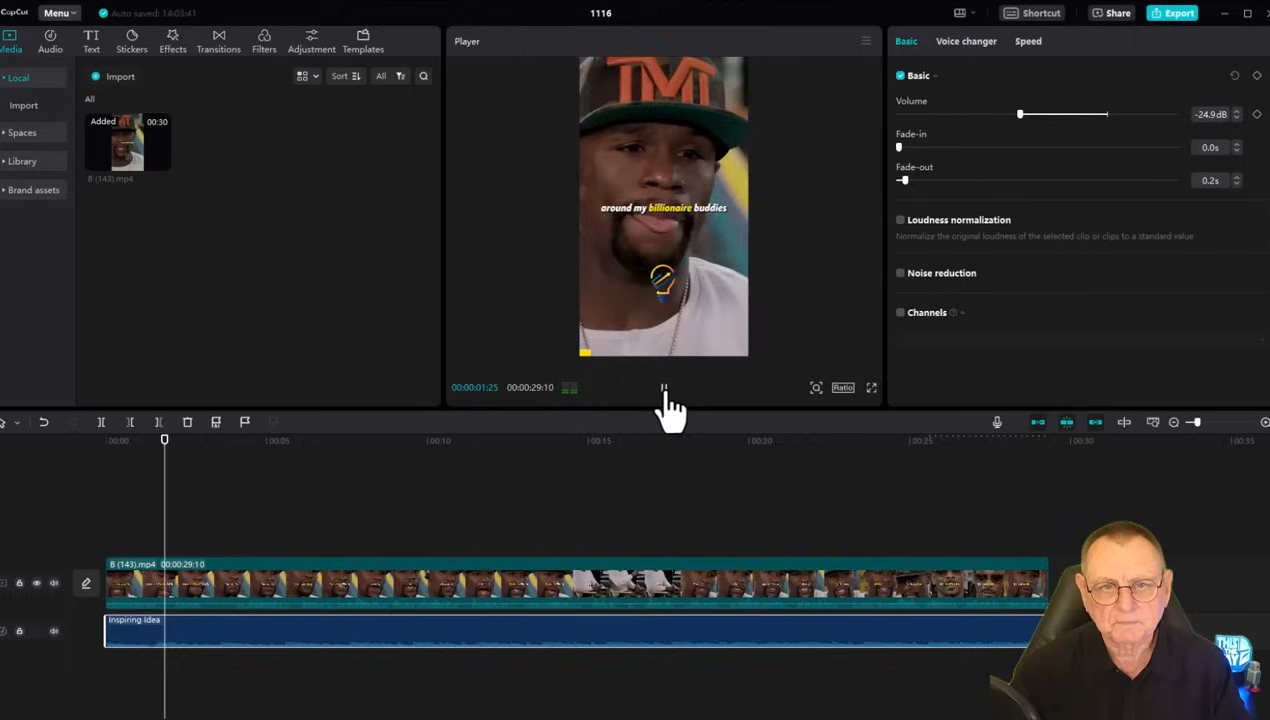 CapCut Menu Auto saved: 14:03:41 1116 Shortcut Share Export
Media Audio Text Stickers Effects Transitions Filters Adjustment Templates
Local
Import
Spaces
Library
Brand assets
Import Sort All
All
Added 00:30
B (143).mp4
Player
TMT
around my billionaire buddies
00:00:01:25 00:00:29:10 Ratio
Basic Voice changer Speed
Basic
Volume -24.9dB
Fade-in 0.0s
Fade-out 0.2s
Loudness normalization
Normalize the original loudness of the selected clip or clips to a standard value
Noise reduction
Channels
00:00 00:05 00:10 00:15 00:20 00:25 00:30 00:35
B (143).mp4 00:00:29:10
Inspiring Idea
THIS
WAY